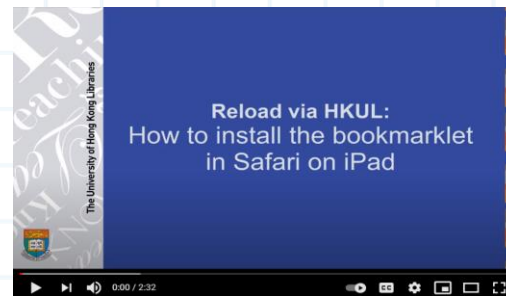 The University of Hong Kong Libraries
Reload via HKUL:
How to install the bookmarklet
in Safari on iPad
0:00 / 2:32
CC